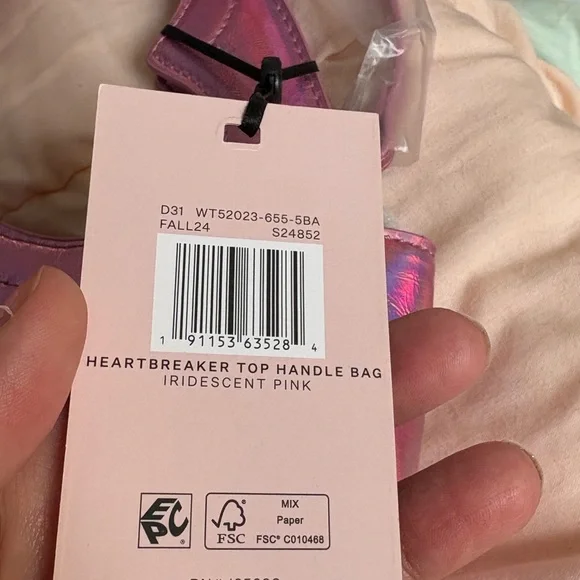 D31 WT52023-655-5BA
FALL24 S24852
1 91153 63528 4
HEARTBREAKER TOP HANDLE BAG
IRIDESCENT PINK
EPC
FSC
MIX
Paper
FSC® C010468